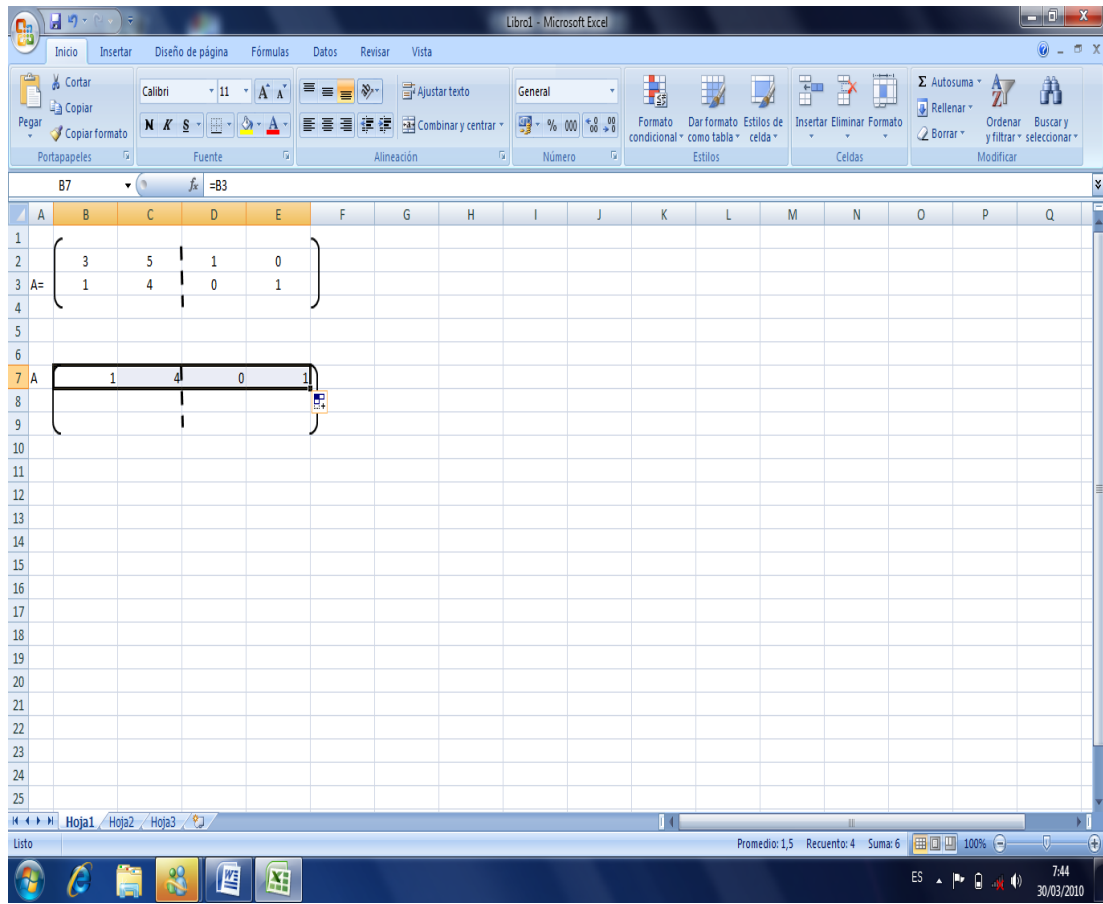 Libro1 - Microsoft Excel
Inicio Insertar Diseño de página Fórmulas Datos Revisar Vista
Pegar
Cortar
Copiar
Copiar formato
Portapapeles
Calibri 11 A A
N K S A
Fuente
Ajustar texto
Combinar y centrar
Alineación
General
% 000
Número
Formato condicional
Dar formato como tabla
Estilos de celda
Estilos
Insertar Eliminar Formato
Celdas
Σ Autosuma
Rellenar
Borrar
Ordenar y filtrar
Buscar y seleccionar
Modificar
B7 fx =B3
A B C D E F G H I J K L M N O P Q
1
2 3 5 1 0
3 A= 1 4 0 1
4
5
6
7 A 1 4 0 1
8
9
10
11
12
13
14
15
16
17
18
19
20
21
22
23
24
25
Hoja1 Hoja2 Hoja3
Listo Promedio: 1,5 Recuento: 4 Suma: 6 100%
ES 7:44
30/03/2010